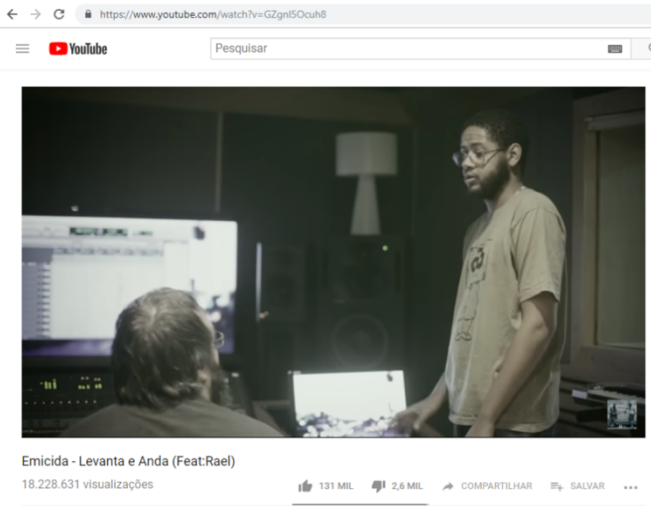 https://www.youtube.com/watch?v=GZgnl5Ocuh8
YouTube
Pesquisar
Emicida - Levanta e Anda (Feat:Rael)
18.228.631 visualizações
131 MIL
2,6 MIL
COMPARTILHAR
SALVAR